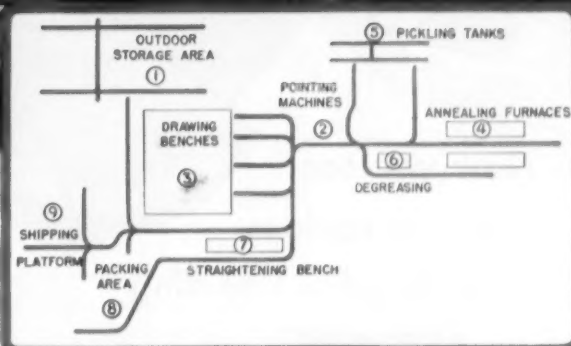 OUTDOOR
STORAGE AREA
①
⑤ PICKLING TANKS
POINTING
MACHINES
②
ANNEALING FURNACES
④
DRAWING
BENCHES
③
⑥
DEGREASING
⑨
SHIPPING
PLATFORM
⑦
PACKING
AREA
⑧
STRAIGHTENING BENCH